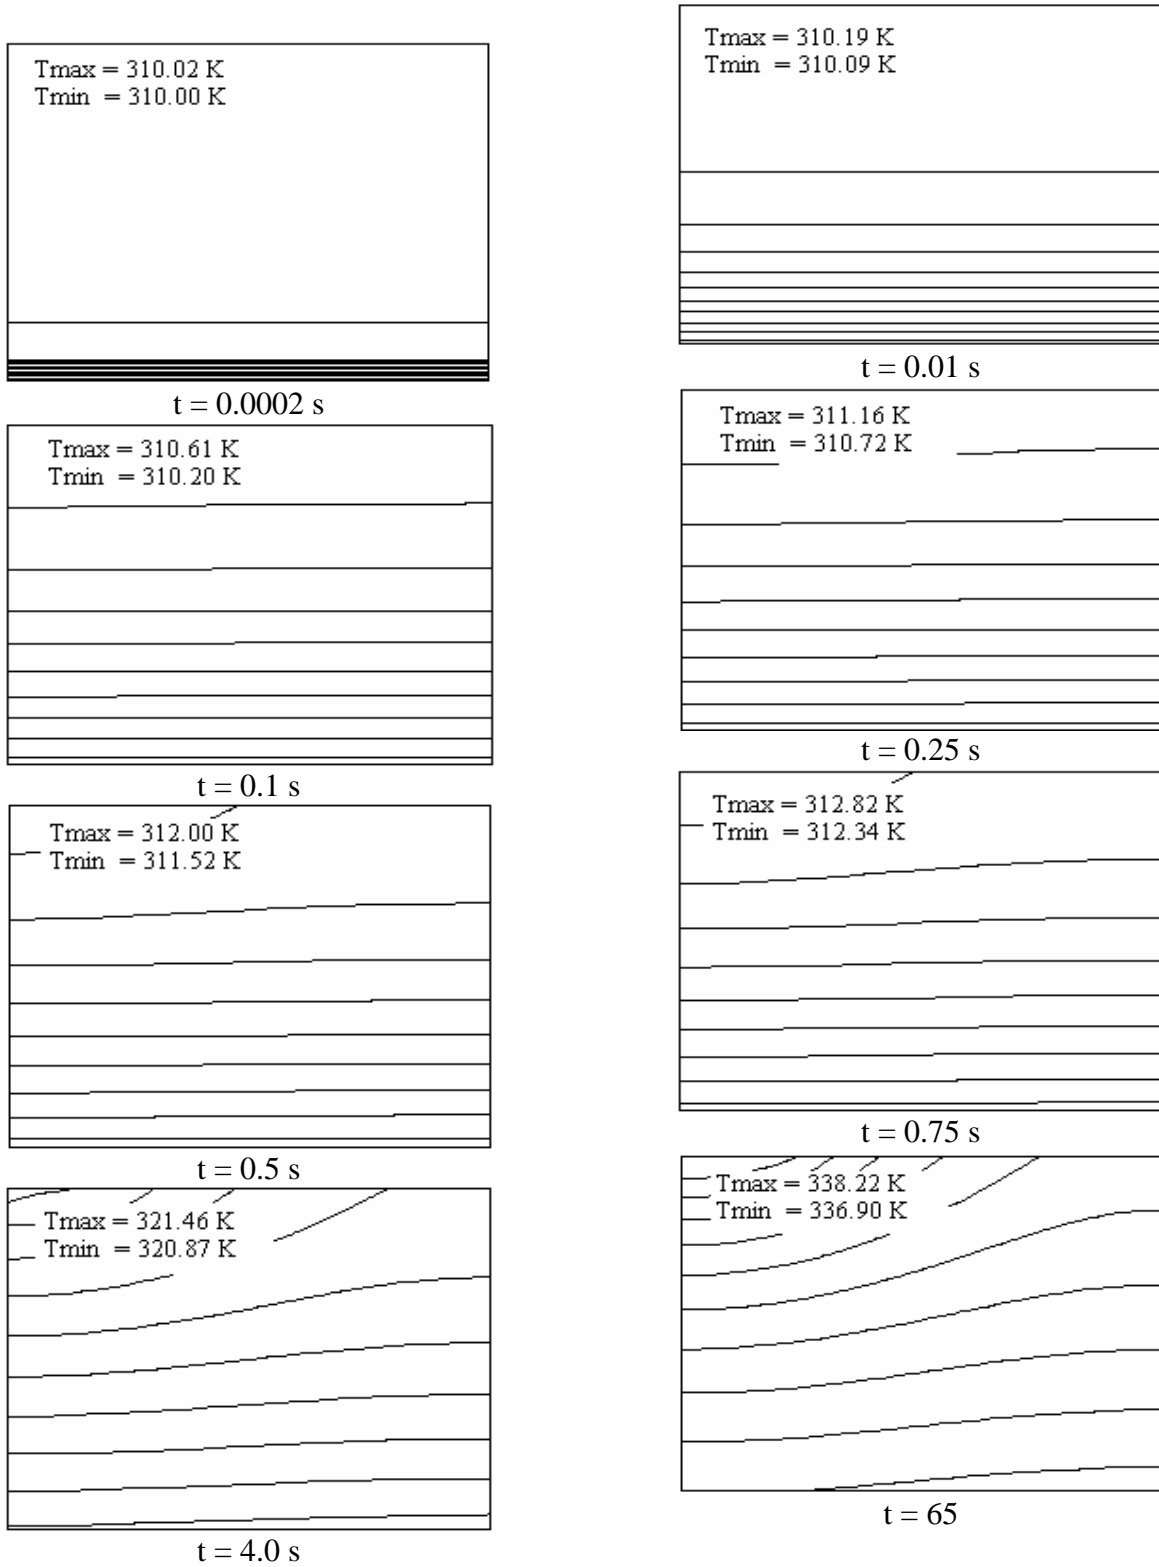 Tmax = 310.02 K
Tmin = 310.00 K
t = 0.0002 s
Tmax = 310.19 K
Tmin = 310.09 K
t = 0.01 s
Tmax = 310.61 K
Tmin = 310.20 K
t = 0.1 s
Tmax = 311.16 K
Tmin = 310.72 K
t = 0.25 s
Tmax = 312.00 K
Tmin = 311.52 K
t = 0.5 s
Tmax = 312.82 K
Tmin = 312.34 K
t = 0.75 s
Tmax = 321.46 K
Tmin = 320.87 K
t = 4.0 s
Tmax = 338.22 K
Tmin = 336.90 K
t = 65